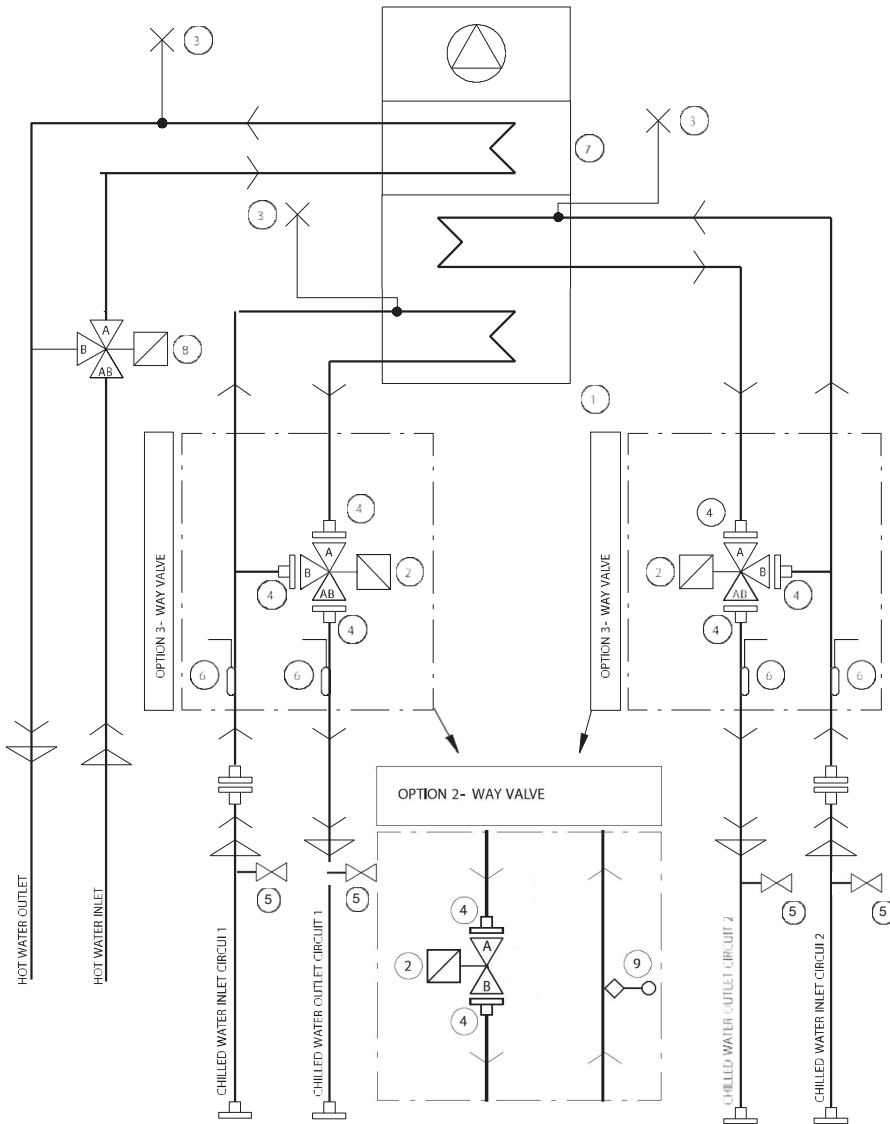 3
3
7
3
A
B
AB
8
1
OPTION 3- WAY VALVE
4
A
B
AB
2
4
4
6
6
OPTION 3- WAY VALVE
4
A
2
B
AB
4
4
6
6
OPTION 2- WAY VALVE
4
A
2
B
4
9
5
5
5
5
HOT WATER OUTLET
HOT WATER INLET
CHILLED WATER INLET CIRCUI 1
CHILLED WATER OUTLET CIRCUIT 1
CHILLED WATER OUTLET CIRCUIT 2
CHILLED WATER INLET CIRCUI 2